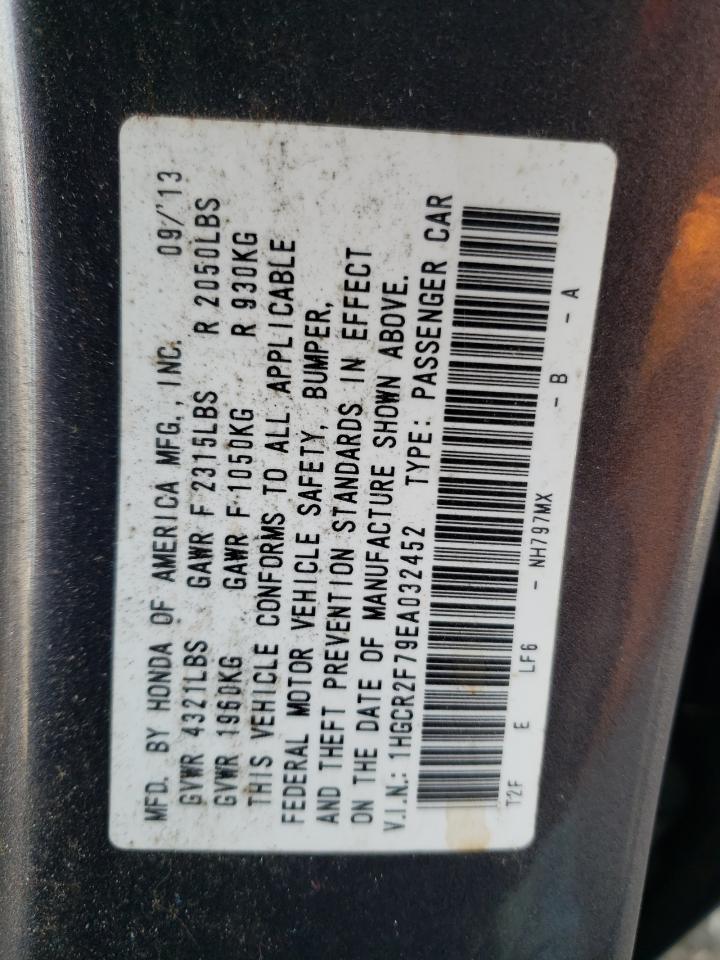 MFD. BY HONDA OF AMERICA MFG., INC. 09/'13
GVWR 4321LBS GAWR F 2315LBS R 2050LBS
GVWR 1960KG GAWR F 1050KG R 930KG
THIS VEHICLE CONFORMS TO ALL APPLICABLE
FEDERAL MOTOR VEHICLE SAFETY, BUMPER,
AND THEFT PREVENTION STANDARDS IN EFFECT
ON THE DATE OF MANUFACTURE SHOWN ABOVE.
V.I.N.: 1HGCR2F79EA032452 TYPE: PASSENGER CAR
T2F E LF6 - NH797MX - B - A